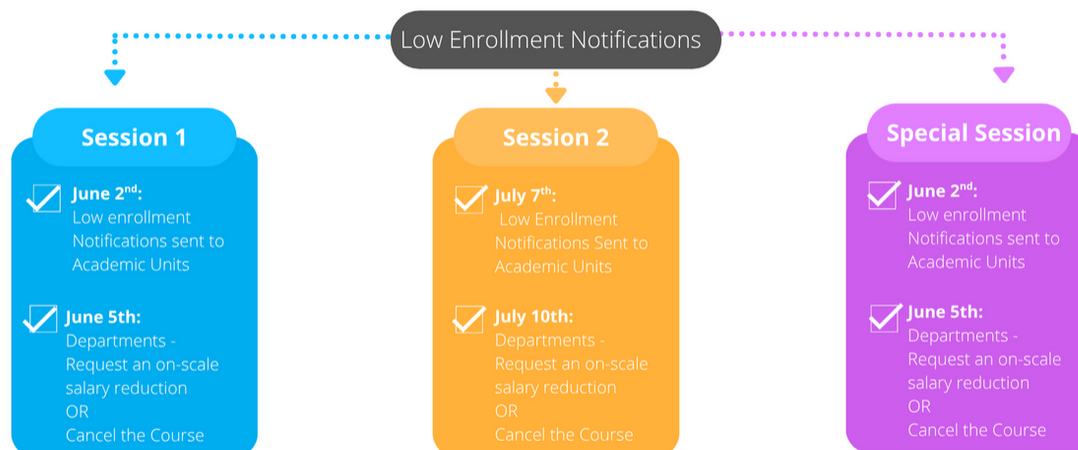 Low Enrollment Notifications
Session 1
June 2nd:
Low enrollment
Notifications sent to
Academic Units
June 5th:
Departments -
Request an on-scale
salary reduction
OR
Cancel the Course
Session 2
July 7th:
Low Enrollment
Notifications Sent to
Academic Units
July 10th:
Departments -
Request an on-scale
salary reduction
OR
Cancel the Course
Special Session
June 2nd:
Low enrollment
Notifications sent to
Academic Units
June 5th:
Departments -
Request an on-scale
salary reduction
OR
Cancel the Course